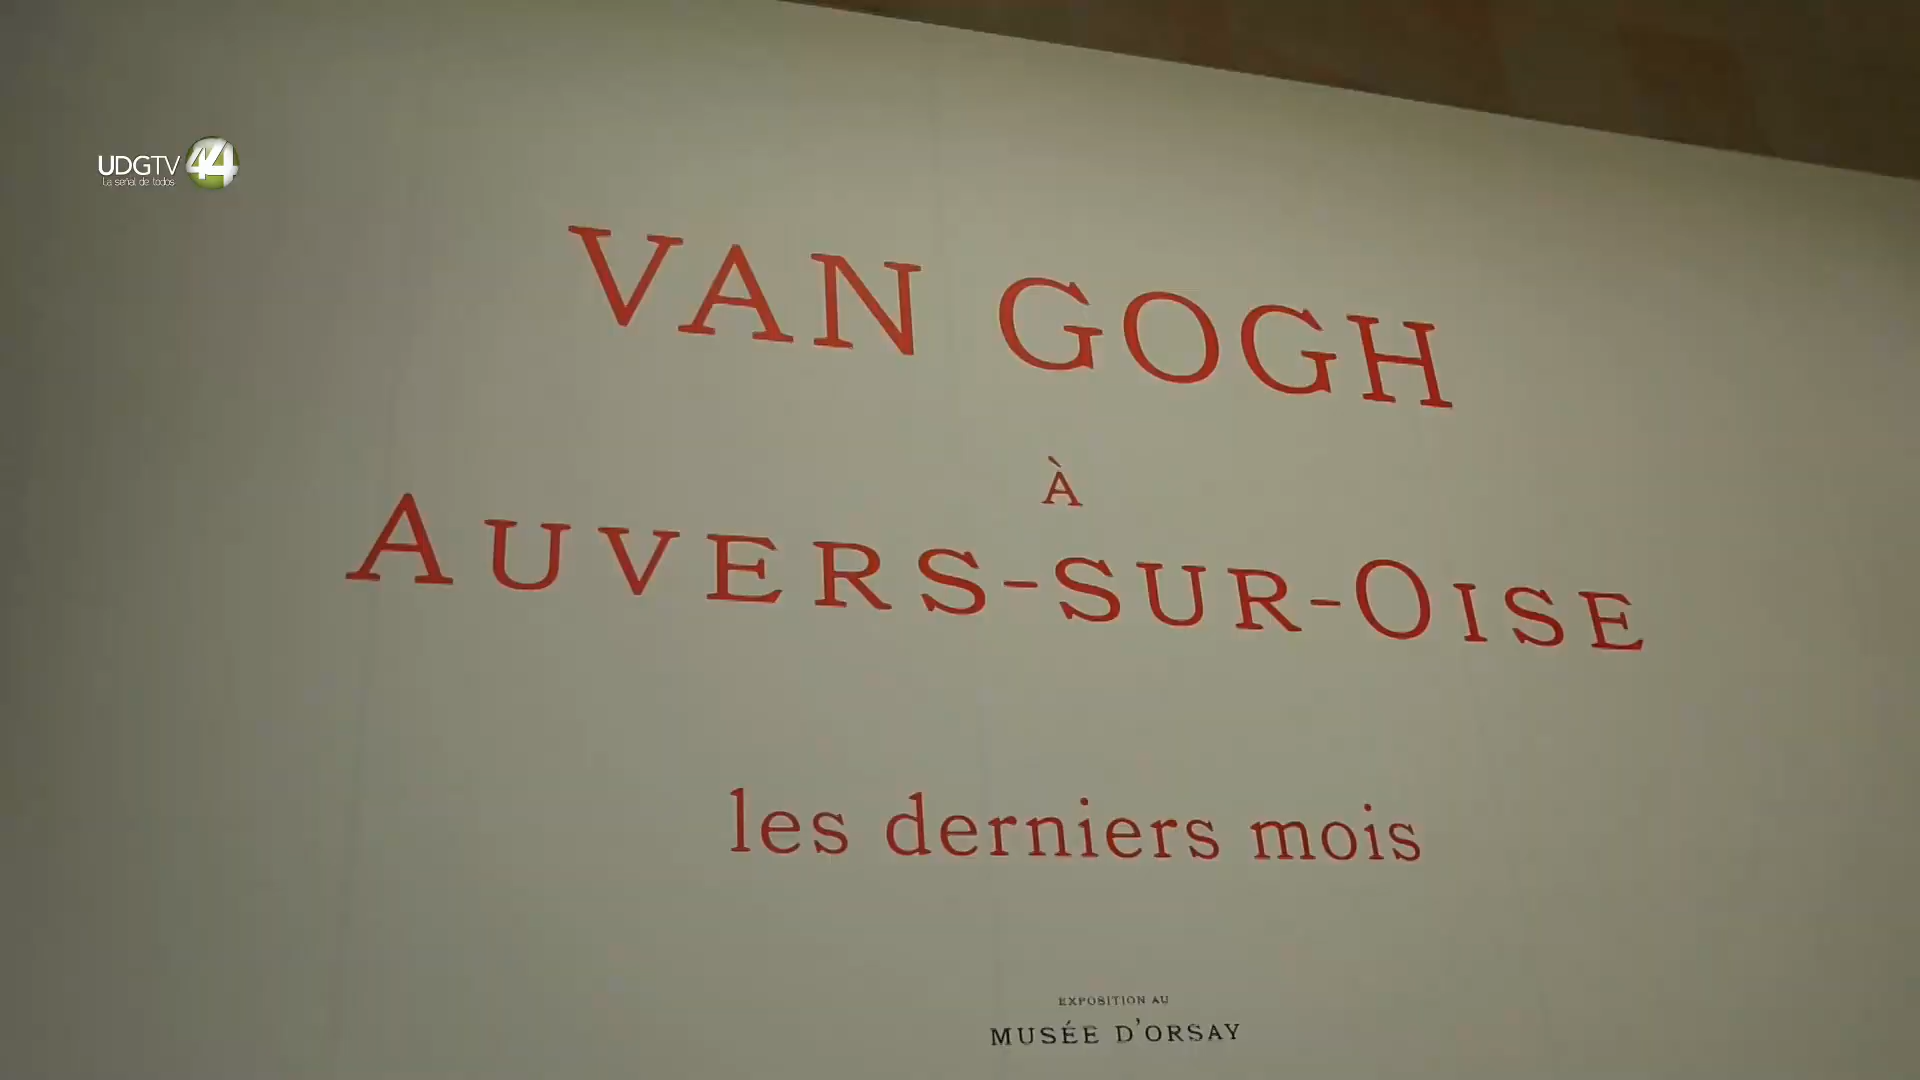 UDGTV 44
La señal de todos
VAN GOGH
À
AUVERS-SUR-OISE
les derniers mois
EXPOSITION AU
MUSÉE D'ORSAY